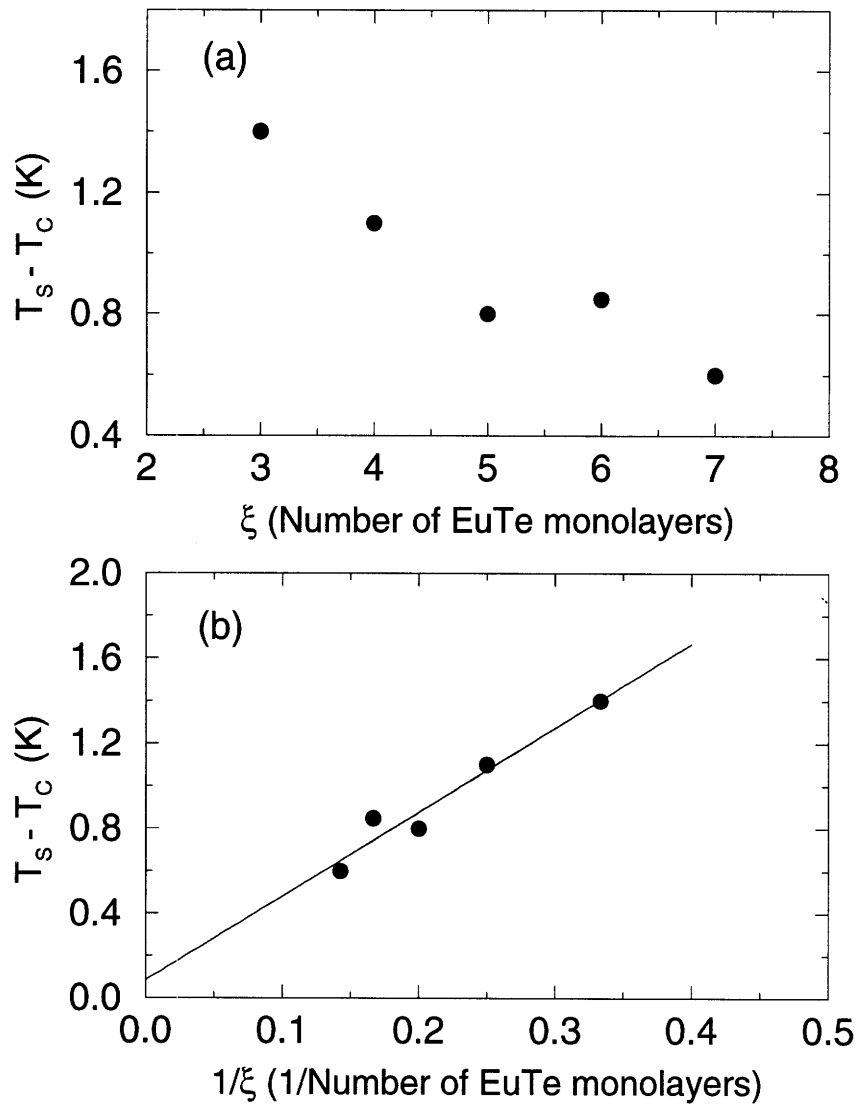 (a)
1.6
1.2
0.8
0.4
T_s - T_c (K)
2 3 4 5 6 7 8
ξ (Number of EuTe monolayers)
(b)
2.0
1.6
1.2
0.8
0.4
0.0
T_s - T_c (K)
0.0 0.1 0.2 0.3 0.4 0.5
1/ξ (1/Number of EuTe monolayers)